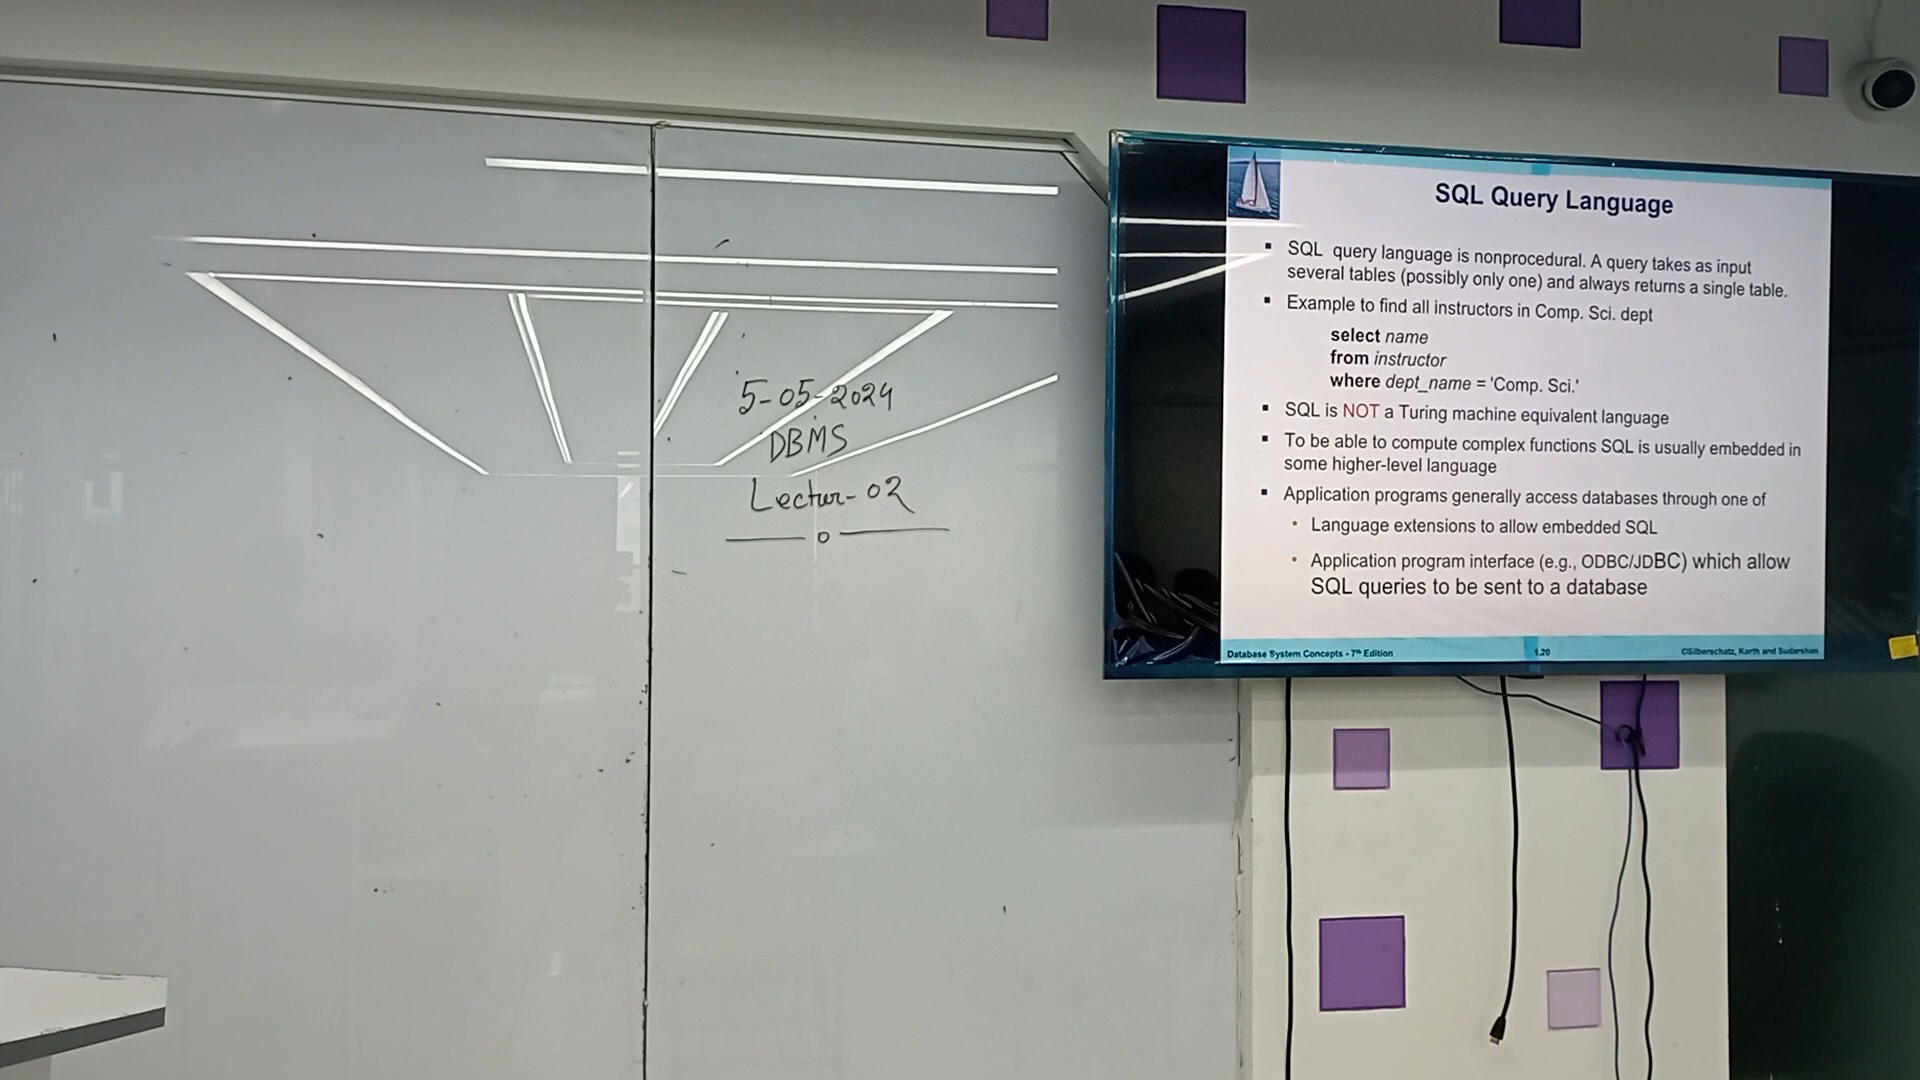 5-05-2024
DBMS
Lectur-02
SQL Query Language
SQL query language is nonprocedural. A query takes as input
several tables (possibly only one) and always returns a single table.
Example to find all instructors in Comp. Sci. dept
select name
from instructor
where dept_name = 'Comp. Sci.'
SQL is NOT a Turing machine equivalent language
To be able to compute complex functions SQL is usually embedded in
some higher-level language
Application programs generally access databases through one of
Language extensions to allow embedded SQL
Application program interface (e.g., ODBC/JDBC) which allow
SQL queries to be sent to a database
Database System Concepts - 7th Edition
1.20
©Silberschatz, Korth and Sudarshan